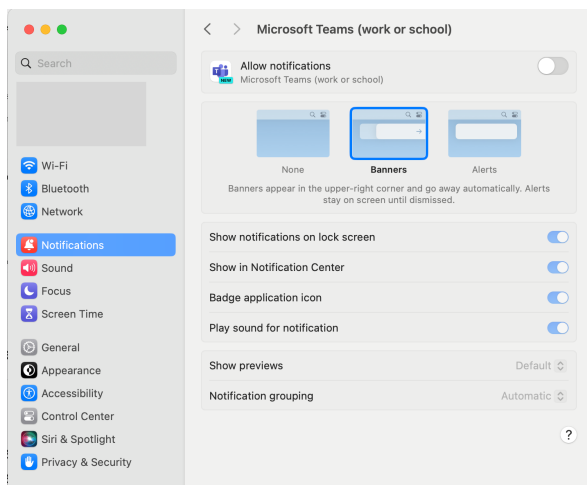 Search
Wi-Fi
Bluetooth
Network
Notifications
Sound
Focus
Screen Time
General
Appearance
Accessibility
Control Center
Siri & Spotlight
Privacy & Security
Microsoft Teams (work or school)
Allow notifications
Microsoft Teams (work or school)
NEW
None
Banners
Alerts
Banners appear in the upper-right corner and go away automatically. Alerts
stay on screen until dismissed.
Show notifications on lock screen
Show in Notification Center
Badge application icon
Play sound for notification
Show previews
Default
Notification grouping
Automatic
?